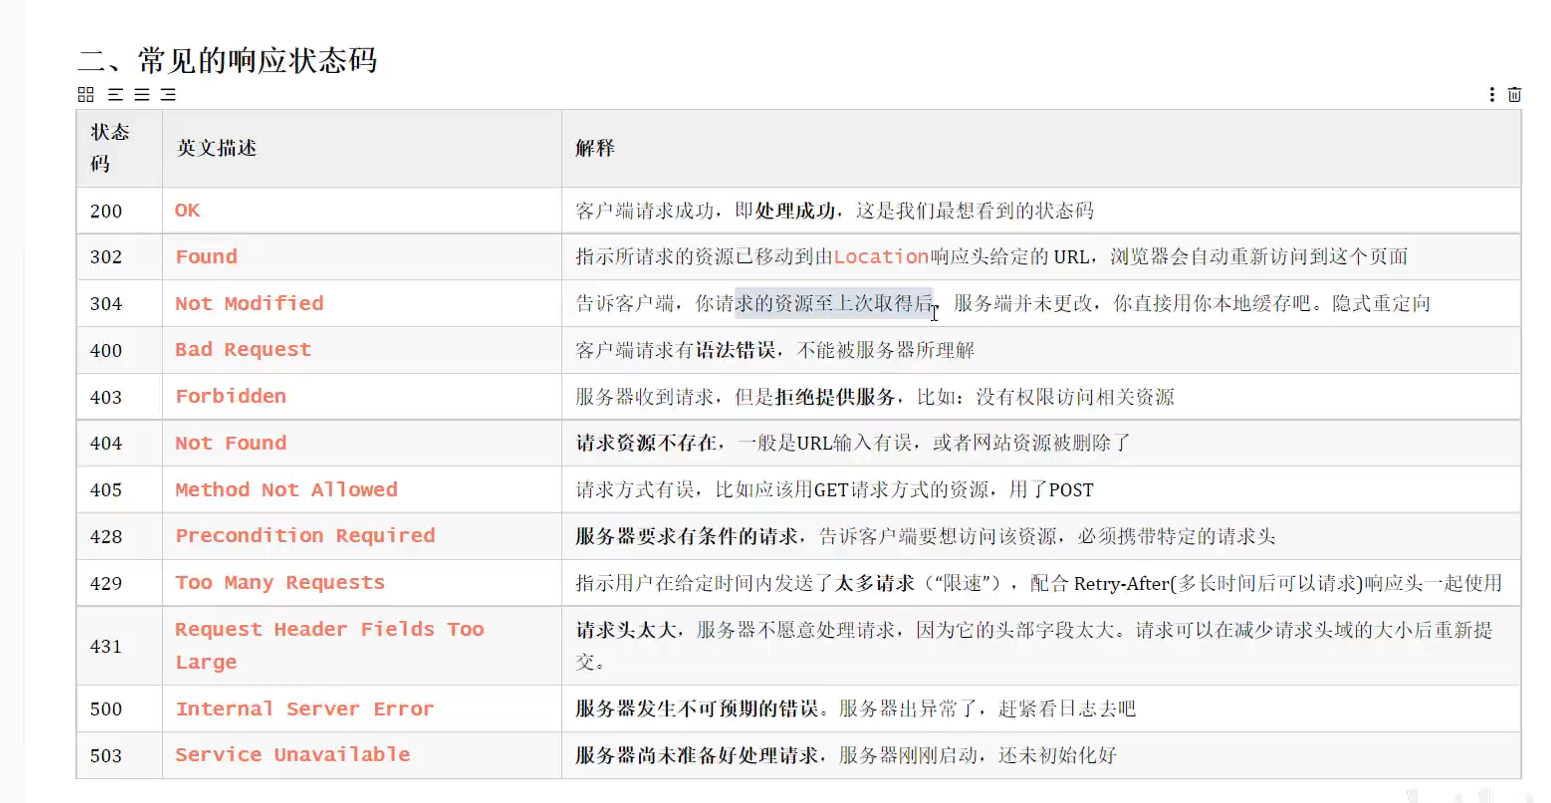 二、常见的响应状态码
状态
码
英文描述
解释
200
OK
客户端请求成功，即处理成功，这是我们最想看到的状态码
302
Found
指示所请求的资源已移动到由Location响应头给定的 URL，浏览器会自动重新访问到这个页面
304
Not Modified
告诉客户端，你请求的资源至上次取得后，服务端并未更改，你直接用你本地缓存吧。隐式重定向
400
Bad Request
客户端请求有语法错误，不能被服务器所理解
403
Forbidden
服务器收到请求，但是拒绝提供服务，比如：没有权限访问相关资源
404
Not Found
请求资源不存在，一般是URL输入有误，或者网站资源被删除了
405
Method Not Allowed
请求方式有误，比如应该用GET请求方式的资源，用了POST
428
Precondition Required
服务器要求有条件的请求，告诉客户端要想访问该资源，必须携带特定的请求头
429
Too Many Requests
指示用户在给定时间内发送了太多请求（“限速”），配合 Retry-After(多长时间后可以请求)响应头一起使用
431
Request Header Fields Too
Large
请求头太大，服务器不愿意处理请求，因为它的头部字段太大。请求可以在减少请求头域的大小后重新提
交。
500
Internal Server Error
服务器发生不可预期的错误。服务器出异常了，赶紧看日志去吧
503
Service Unavailable
服务器尚未准备好处理请求，服务器刚刚启动，还未初始化好